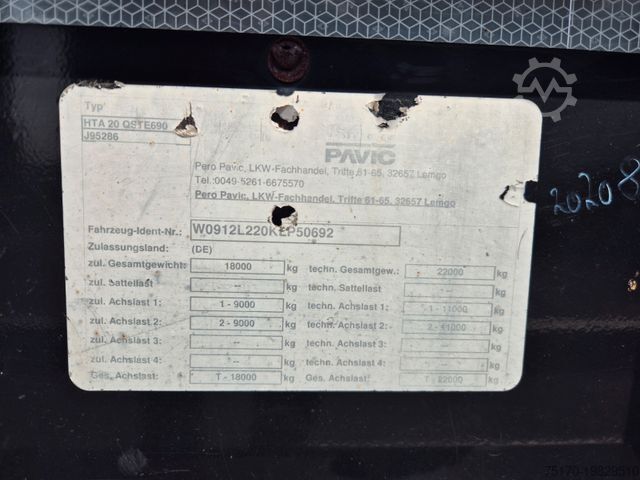 Typ
HTA 20 QSTE690
J95286
PAVIC
Pero Pavic, LKW-Fachhandel, Trifte 61-65, 32657 Lemgo
Tel.:0049-5261-6675570
Pero Pavic, LKW-Fachhandel, Trifte 61-65, 32657 Lemgo
Fahrzeug-Ident-Nr.: W0912L220KLP50692
Zulassungsland: (DE)
zul. Gesamtgewicht: 18000 kg techn. Gesamtgew.: 22000 kg
zul. Sattellast -- kg techn. Sattellast -- kg
zul. Achslast 1: 1 - 9000 kg techn. Achslast 1: 1 - 11000 kg
zul. Achslast 2: 2 - 9000 kg techn. Achslast 2: 2 - 11000 kg
zul. Achslast 3: -- kg techn. Achslast 3: -- kg
zul. Achslast 4: -- kg techn. Achslast 4: -- kg
Ges. Achslast: T - 18000 kg Ges. Achslast: T - 22000 kg
20208
75170-19329510